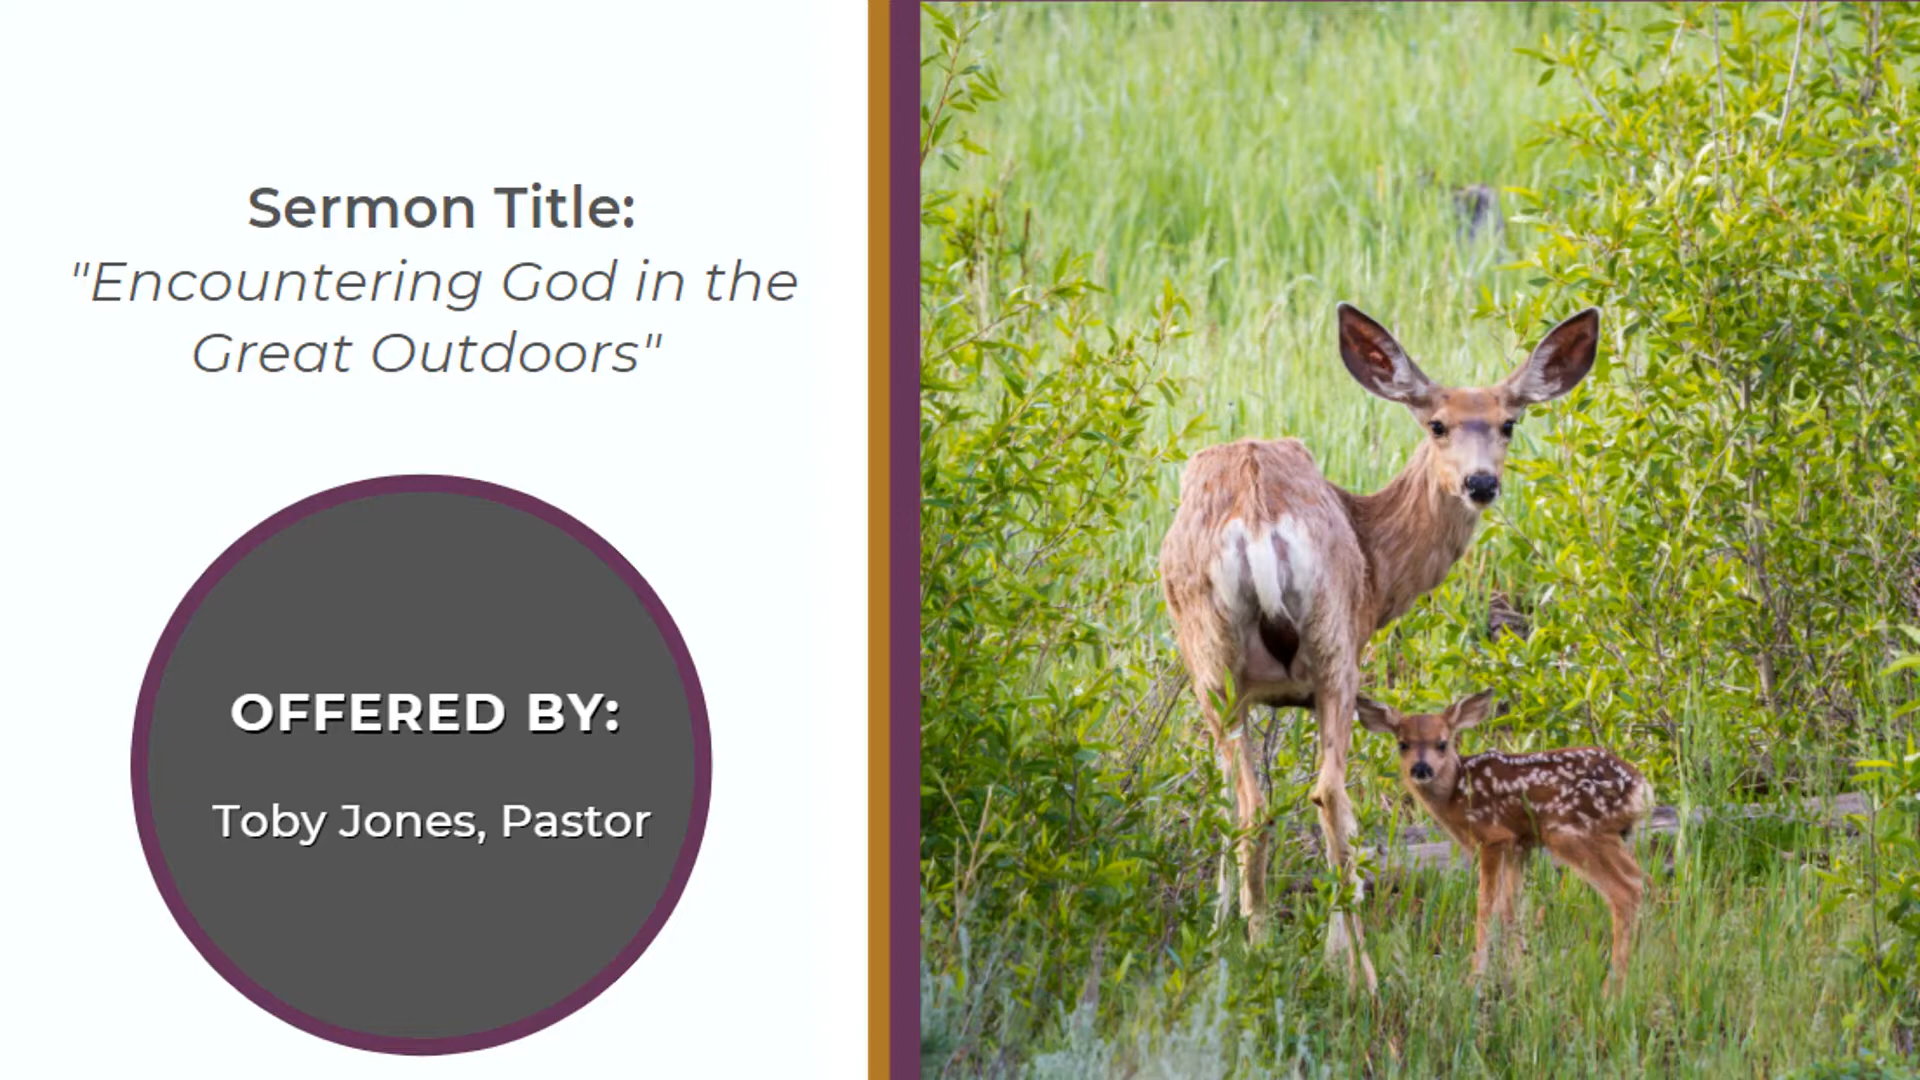 Sermon Title:
"Encountering God in the
Great Outdoors"
OFFERED BY:
Toby Jones, Pastor